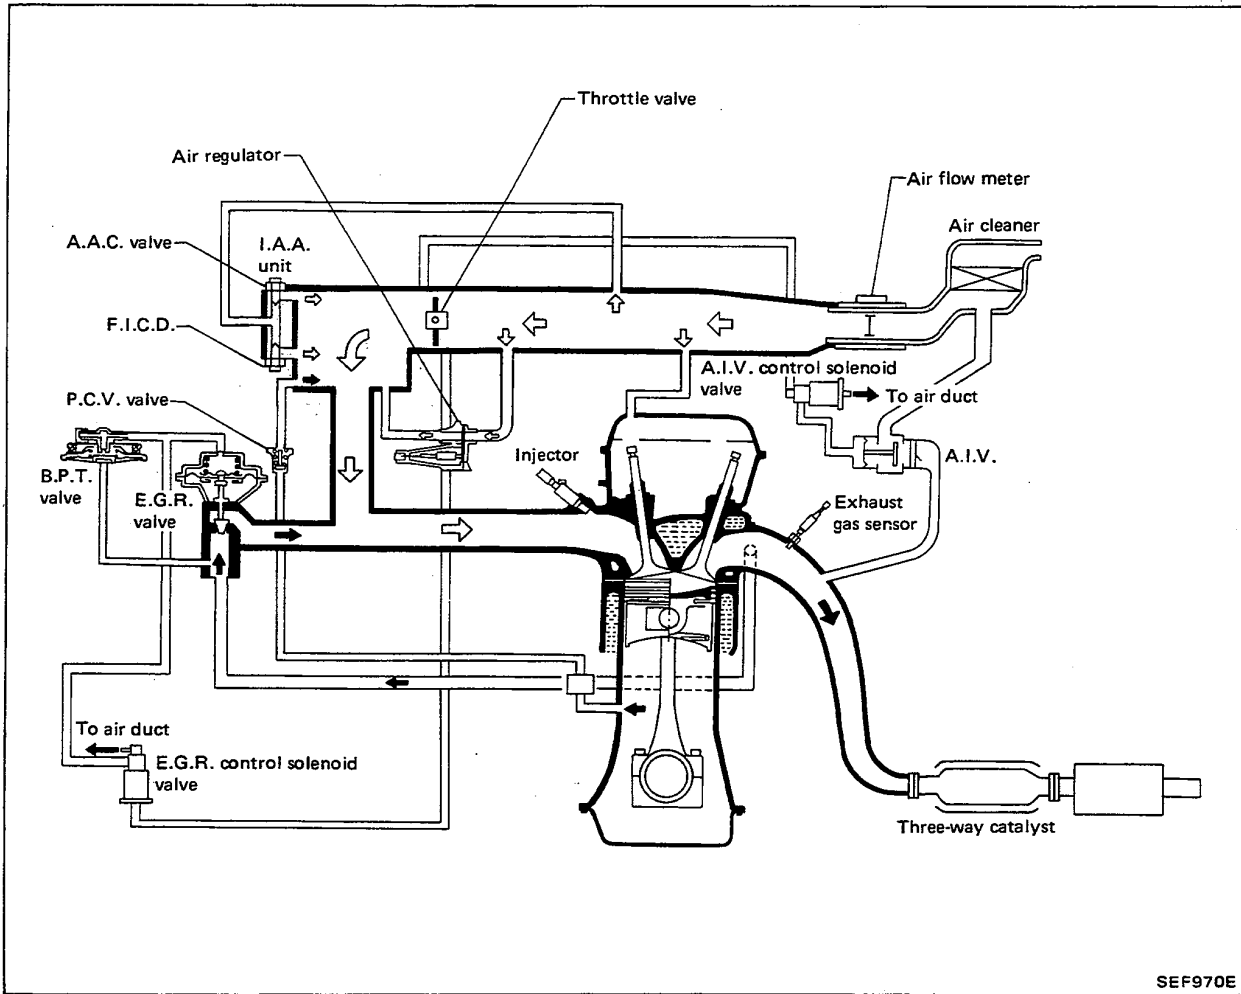 Throttle valve
Air regulator
Air flow meter
Air cleaner
A.A.C. valve
I.A.A.
unit
F.I.C.D.
P.C.V. valve
A.I.V. control solenoid
valve
To air duct
A.I.V.
B.P.T.
valve
E.G.R.
valve
Injector
Exhaust
gas sensor
To air duct
E.G.R. control solenoid
valve
Three-way catalyst
SEF970E